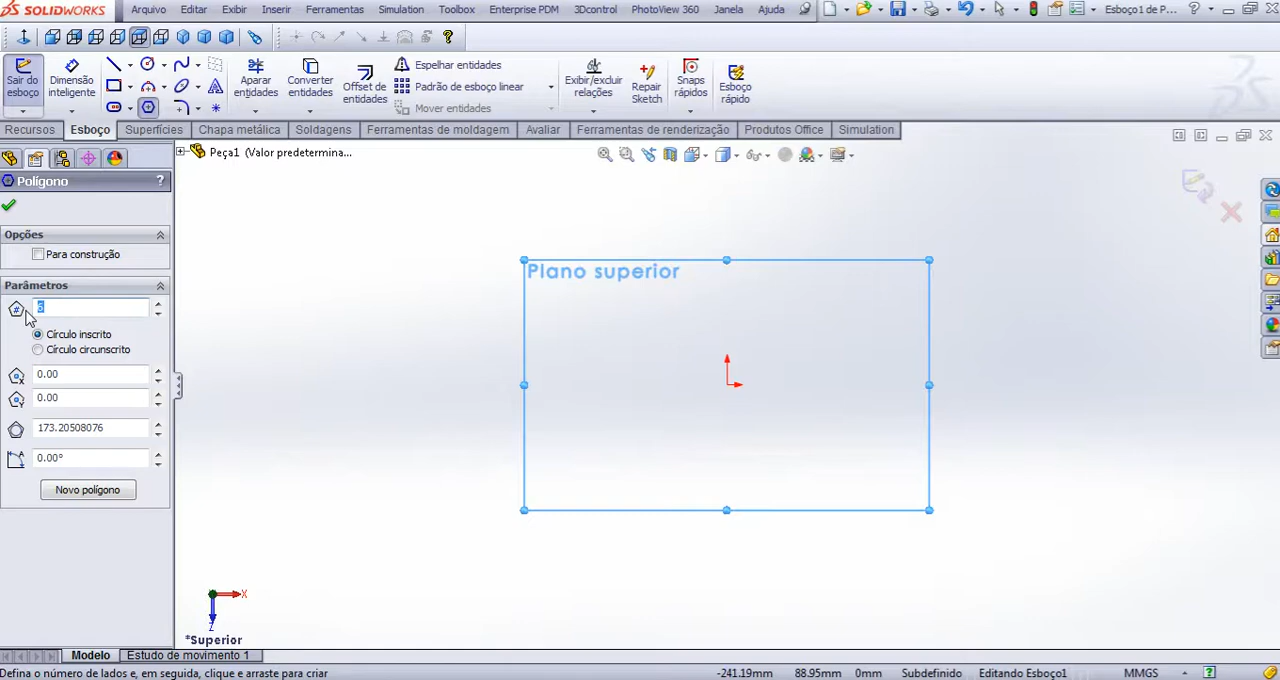 SOLIDWORKS Arquivo Editar Exibir Inserir Ferramentas Simulation Toolbox Enterprise PDM 3Dcontrol PhotoView 360 Janela Ajuda Esboço1 de P...
Sair do esboço
Dimensão inteligente
Aparar entidades
Converter entidades
Offset de entidades
Espelhar entidades
Padrão de esboço linear
Mover entidades
Exibir/excluir relações
Repair Sketch
Snaps rápidos
Esboço rápido
Recursos Esboço Superfícies Chapa metálica Soldagens Ferramentas de moldagem Avaliar Ferramentas de renderização Produtos Office Simulation
Peça1 (Valor predetermina...
Polígono ?
Opções
Para construção
Parâmetros
6
Círculo inscrito
Círculo circunscrito
0.00
0.00
173.20508076
0.00°
Novo polígono
Plano superior
X
Z
*Superior
Modelo Estudo de movimento 1
Defina o número de lados e, em seguida, clique e arraste para criar -241.19mm 88.95mm 0mm Subdefinido Editando Esboço1 MMGS